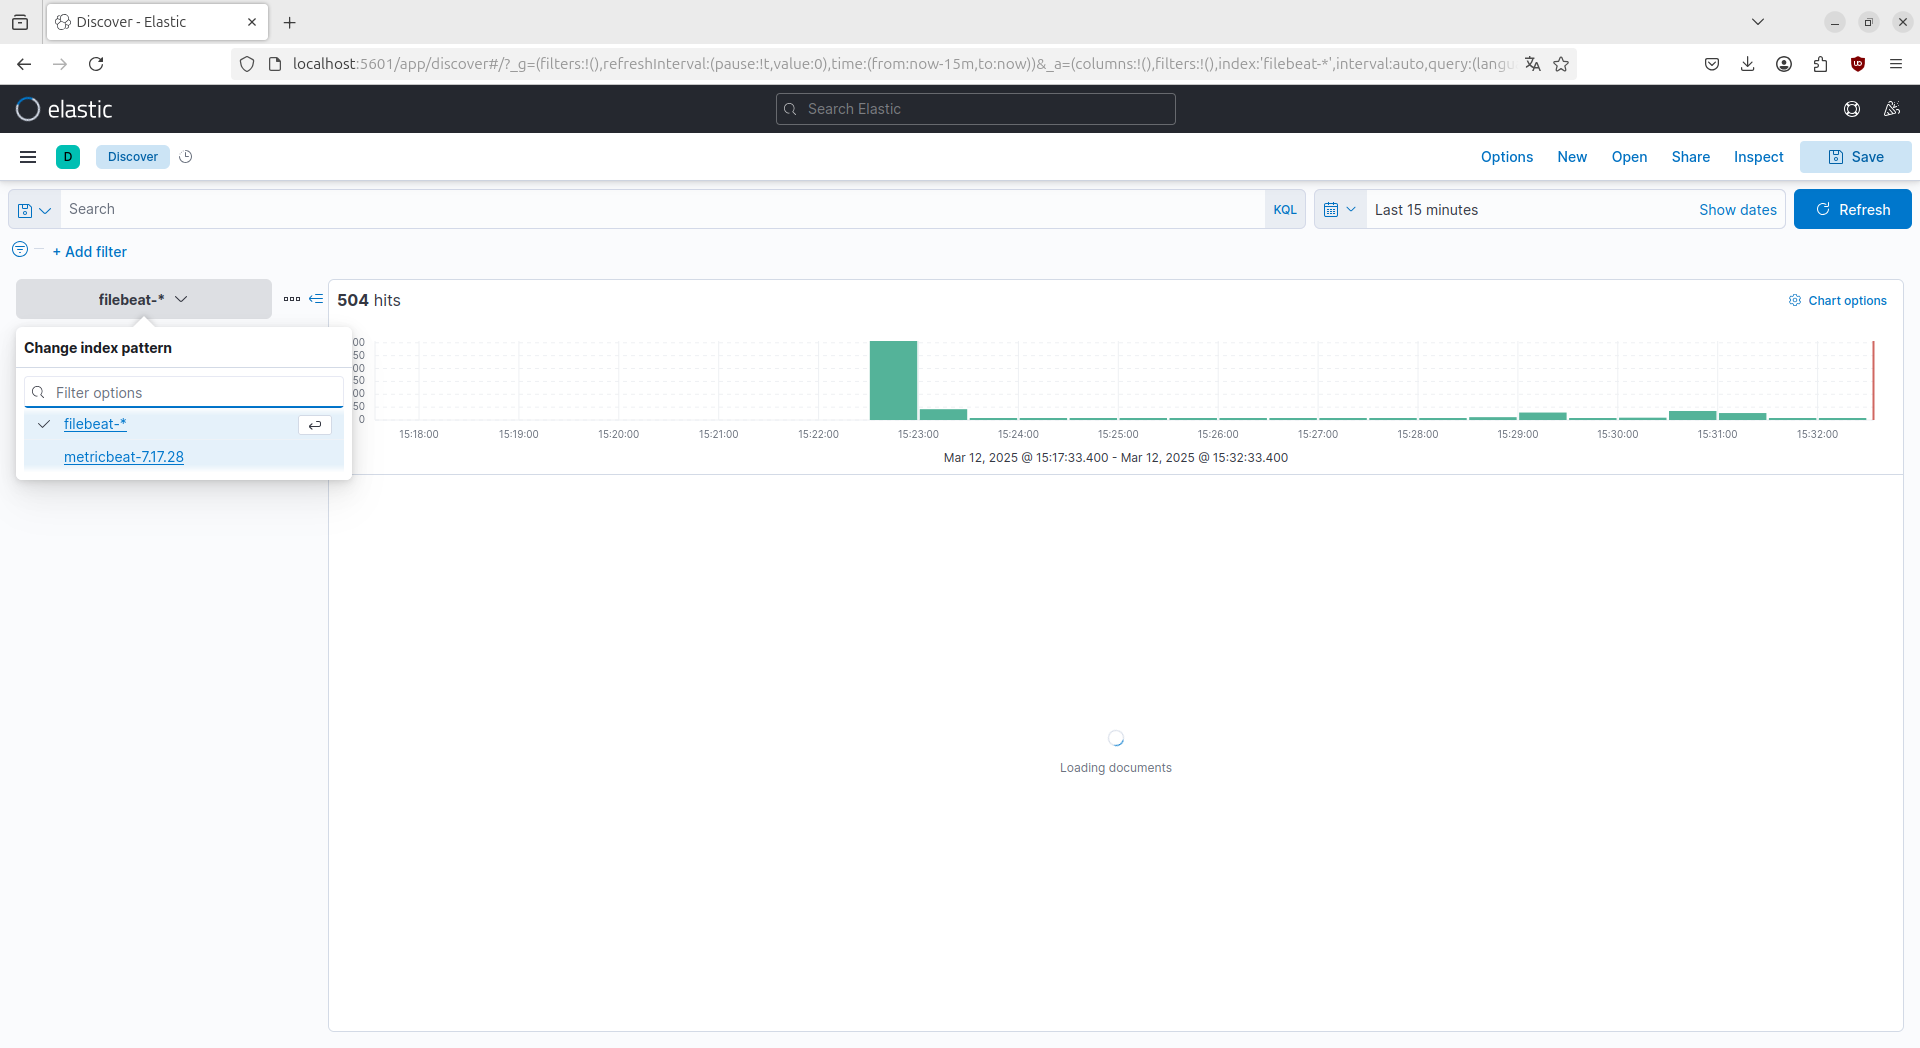 Discover - Elastic
localhost:5601/app/discover#/?_g=(filters:!(),refreshInterval:(pause:!t,value:0),time:(from:now-15m,to:now))&_a=(columns:!(),filters:!(),index:'filebeat-*',interval:auto,query:(langu
elastic
Search Elastic
D
Discover
Options
New
Open
Share
Inspect
Save
Search
KQL
Last 15 minutes
Show dates
Refresh
+ Add filter
filebeat-*
504 hits
Chart options
Change index pattern
Filter options
filebeat-*
metricbeat-7.17.28
00
50
00
50
00
50
0
15:18:00 15:19:00 15:20:00 15:21:00 15:22:00 15:23:00 15:24:00 15:25:00 15:26:00 15:27:00 15:28:00 15:29:00 15:30:00 15:31:00 15:32:00
Mar 12, 2025 @ 15:17:33.400 - Mar 12, 2025 @ 15:32:33.400
Loading documents